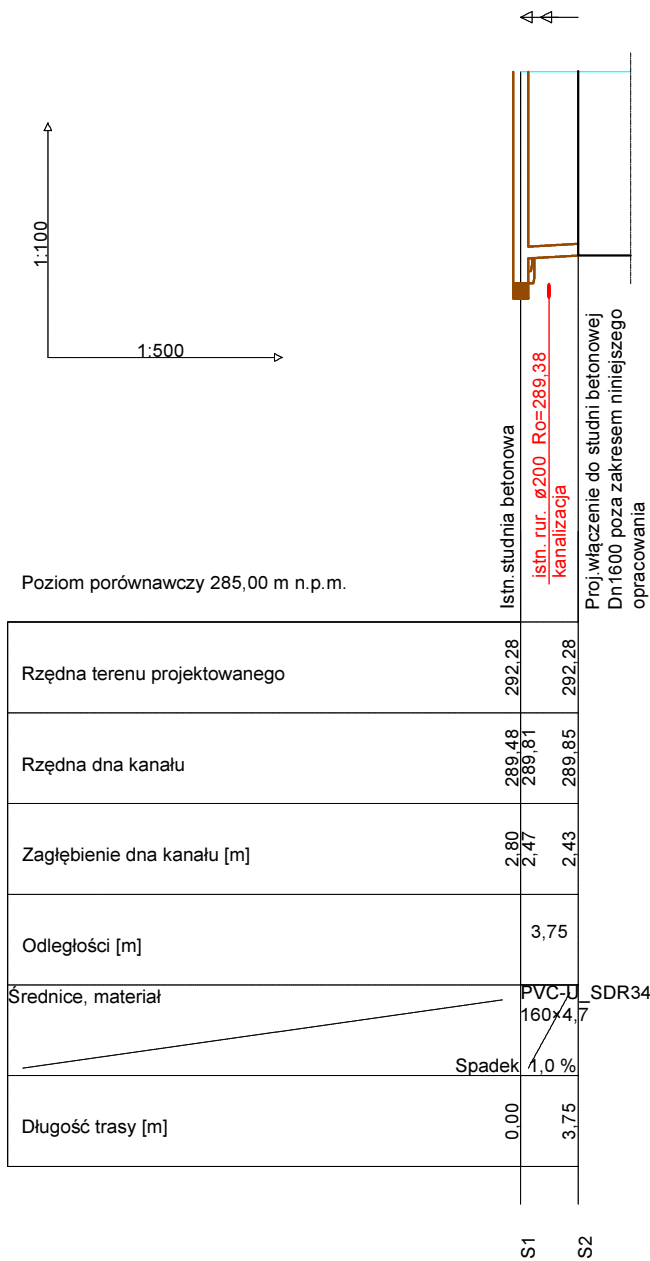 1:100
1:500
Istn.studnia betonowa
istn. rur. ø200 Ro=289,38
kanalizacja
Proj.włączenie do studni betonowej
Dn1600 poza zakresem niniejszego
opracowania
Poziom porównawczy 285,00 m n.p.m.
Rzędna terenu projektowanego
292,28
292,28
Rzędna dna kanału
289,48
289,81
289,85
Zagłębienie dna kanału [m]
2,80
2,47
2,43
Odległości [m]
3,75
Średnice, materiał
PVC-U_SDR34
160×4,7
Spadek 1,0 %
Długość trasy [m]
0,00
3,75
S1
S2